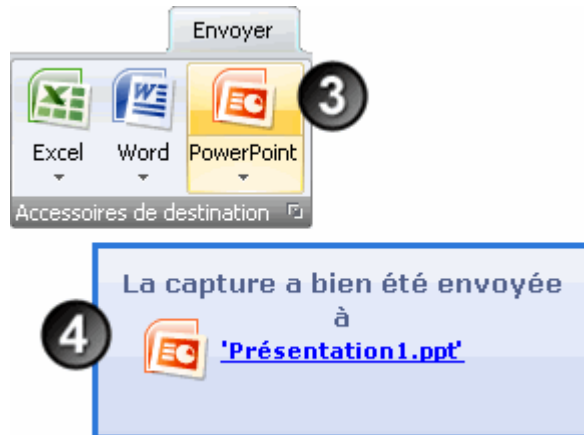 Envoyer
3
Excel Word PowerPoint
Accessoires de destination
La capture a bien été envoyée
à
4
'Présentation1.ppt'